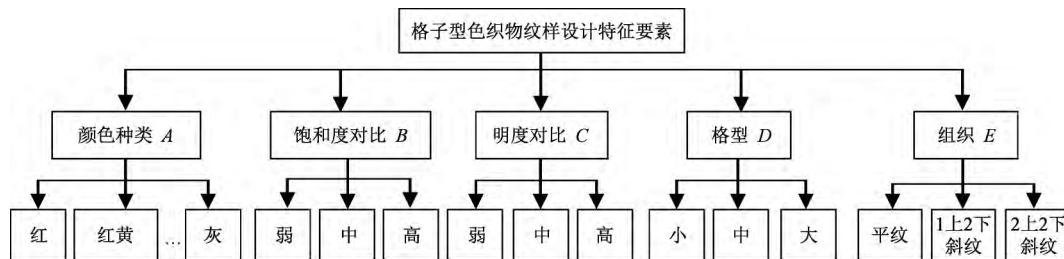 格子型色织物纹样设计特征要素
颜色种类 A
饱和度对比 B
明度对比 C
格型 D
组织 E
红
红黄
...
灰
弱
中
高
弱
中
高
小
中
大
平纹
1上2下
斜纹
2上2下
斜纹